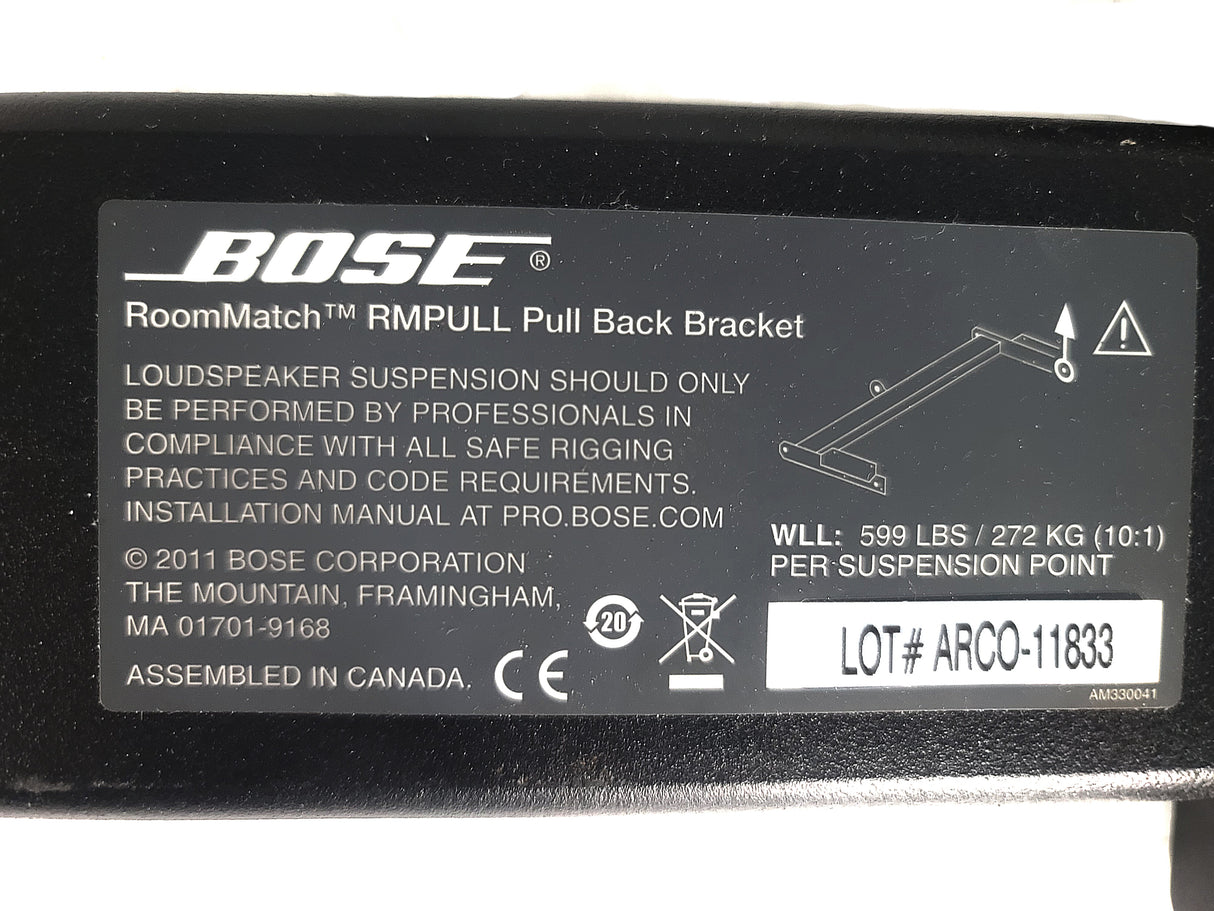 BOSE®
RoomMatch™ RMPULL Pull Back Bracket
LOUDSPEAKER SUSPENSION SHOULD ONLY
BE PERFORMED BY PROFESSIONALS IN
COMPLIANCE WITH ALL SAFE RIGGING
PRACTICES AND CODE REQUIREMENTS.
INSTALLATION MANUAL AT PRO.BOSE.COM
© 2011 BOSE CORPORATION
THE MOUNTAIN, FRAMINGHAM,
MA 01701-9168
ASSEMBLED IN CANADA.
CE
20
!
WLL: 599 LBS / 272 KG (10:1)
PER SUSPENSION POINT
LOT# ARCO-11833
AM330041